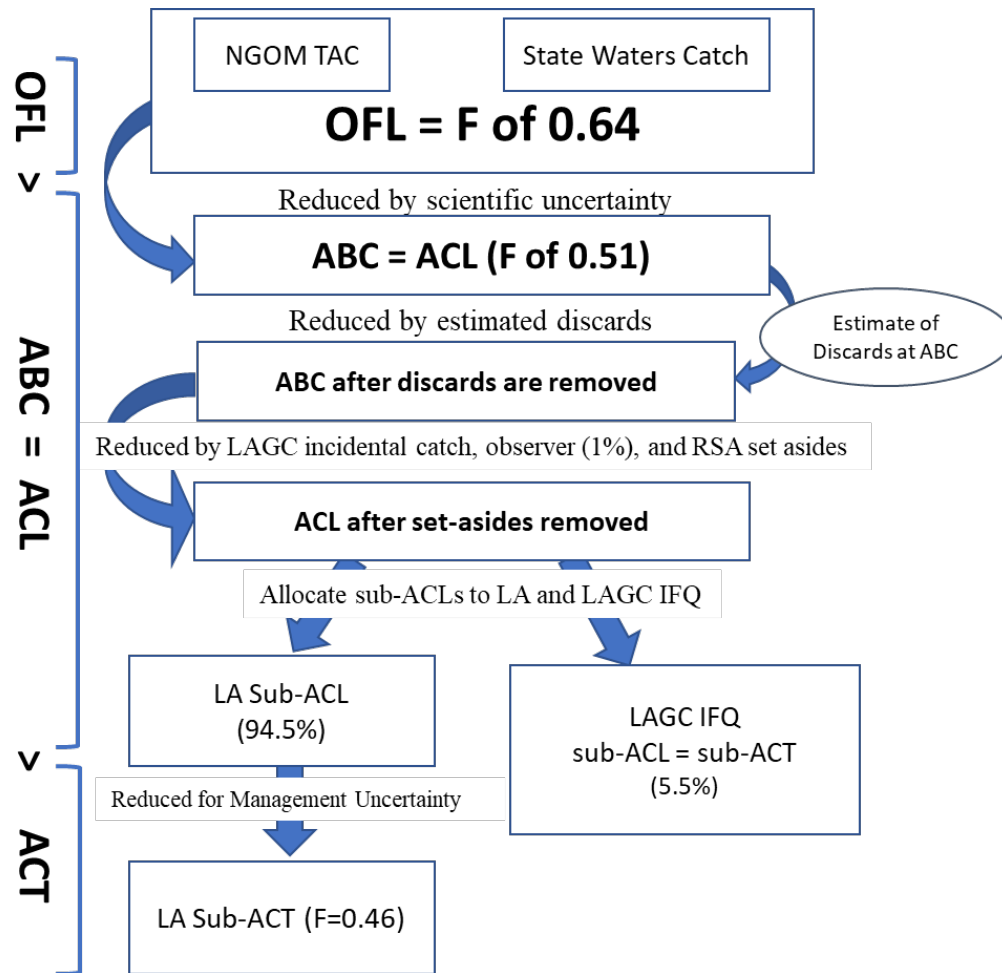 NGOM TAC
State Waters Catch
OFL = F of 0.64
Reduced by scientific uncertainty
ABC = ACL (F of 0.51)
Reduced by estimated discards
Estimate of
Discards at ABC
ABC after discards are removed
Reduced by LAGC incidental catch, observer (1%), and RSA set asides
ACL after set-asides removed
Allocate sub-ACLs to LA and LAGC IFQ
LA Sub-ACL
(94.5%)
LAGC IFQ
sub-ACL = sub-ACT
(5.5%)
Reduced for Management Uncertainty
LA Sub-ACT (F=0.46)
OFL > ABC = ACL > ACT